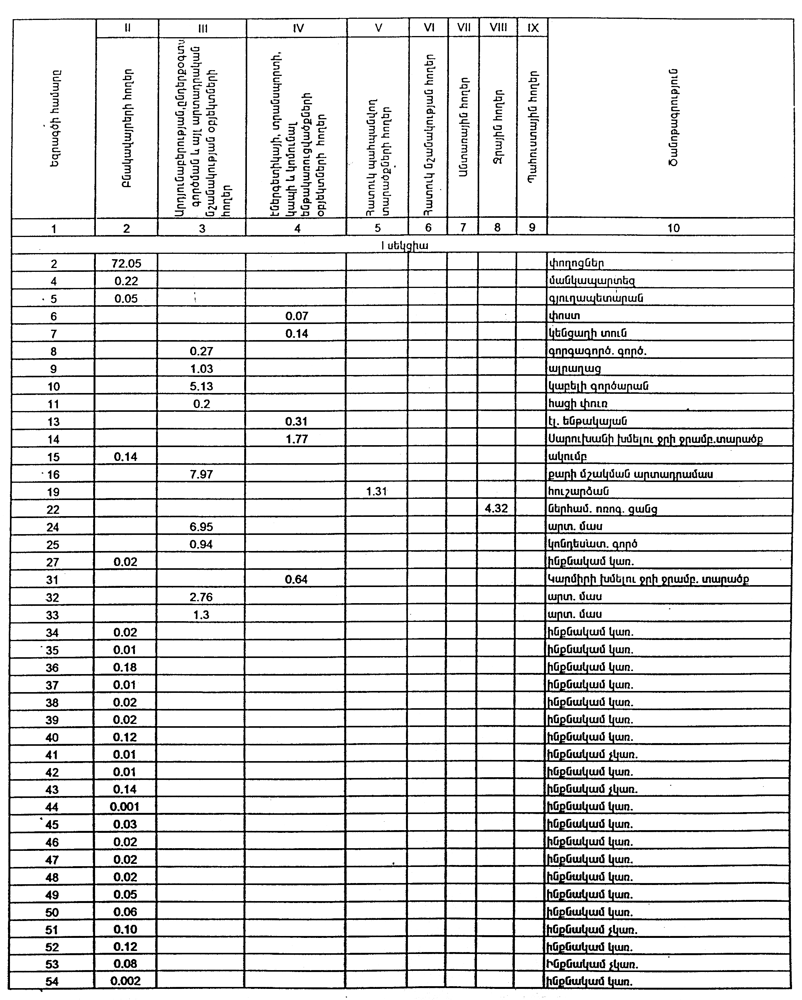 II III IV V VI VII VIII IX
Եզրագծի համարը
Բնակավայրերի հողեր
Արդյունաբերության, ընդերքօգտա
գործման և այլ արտադրական
նշանակության օբյեկտների
հողեր
Էներգետիկայի, տրանսպորտի,
կապի և կոմունալ
ենթակառուցվածքների
օբյեկտների հողեր
Հատուկ պահպանվող
տարածքների հողեր
Հատուկ նշանակության հողեր
Անտառային հողեր
Ջրային հողեր
Պահուստային հողեր
Ծանոթագրություն
1 2 3 4 5 6 7 8 9 10
I սեկցիա
2 72.05 փողոցներ
4 0.22 մանկապարտեզ
5 0.05 գյուղապետարան
6 0.07 փոստ
7 0.14 կենցաղի տուն
8 0.27 գորգագործ. գործ.
9 1.03 ալրաղաց
10 5.13 կաբելի գործարան
11 0.2 հացի փուռ
13 0.31 էլ. ենթակայան
14 1.77 Սարուխանի խմելու ջրի ջրամբ.տարածք
15 0.14 ակումբ
16 7.97 քարի մշակման արտադրամաս
19 1.31 հուշարձան
22 4.32 ներհամ. ոռոգ. ցանց
24 6.95 արտ. մաս
25 0.94 կոնդեսատ. գործ
27 0.02 ինքնակամ կառ.
31 0.64 Կարմիրի խմելու ջրի ջրամբ. տարածք
32 2.76 արտ. մաս
33 1.3 արտ. մաս
34 0.02 ինքնակամ կառ.
35 0.01 ինքնակամ կառ.
36 0.18 ինքնակամ կառ.
37 0.01 ինքնակամ կառ.
38 0.02 ինքնակամ կառ.
39 0.02 ինքնակամ կառ.
40 0.12 ինքնակամ կառ.
41 0.01 ինքնակամ չկառ.
42 0.01 ինքնակամ կառ.
43 0.14 ինքնակամ չկառ.
44 0.001 ինքնակամ կառ.
45 0.03 ինքնակամ կառ.
46 0.02 ինքնակամ կառ.
47 0.02 ինքնակամ կառ.
48 0.02 ինքնակամ կառ.
49 0.05 ինքնակամ կառ.
50 0.06 ինքնակամ կառ.
51 0.10 ինքնակամ չկառ.
52 0.12 ինքնակամ կառ.
53 0.08 Ինքնակամ չկառ.
54 0.002 ինքնակամ կառ.